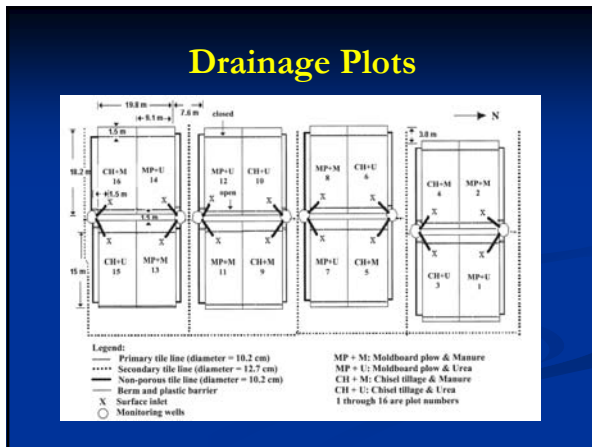 Drainage Plots
19.8 m
9.1 m
7.6 m
closed
N
1.5 m
3.8 m
18.2 m
CH+M
16
MP+U
14
MP+U
12
CH+U
10
MP+M
8
CH+U
6
CH+M
4
MP+M
2
1.5 m
open
X X X X X X X X
1.5 m
X X X X X X X X
15 m
CH+U
15
MP+M
13
MP+M
11
CH+M
9
MP+U
7
CH+M
5
CH+U
3
MP+U
1
Legend:
Primary tile line (diameter = 10.2 cm)
Secondary tile line (diameter = 12.7 cm)
Non-porous tile line (diameter = 10.2 cm)
Berm and plastic barrier
X Surface inlet
Monitoring wells
MP + M: Moldboard plow & Manure
MP + U: Moldboard plow & Urea
CH + M: Chisel tillage & Manure
CH + U: Chisel tillage & Urea
1 through 16 are plot numbers